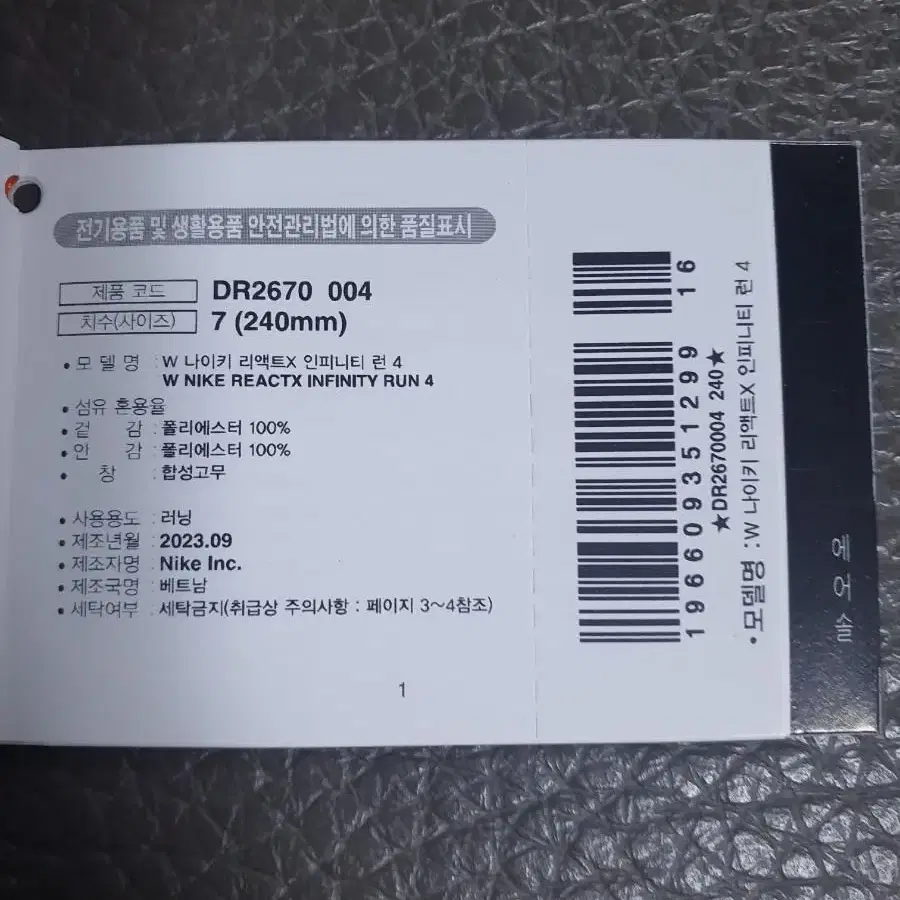 전기용품 및 생활용품 안전관리법에 의한 품질표시
제품 코드 DR2670 004
치수(사이즈) 7 (240mm)
• 모 델 명 : W 나이키 리액트X 인피니티 런 4
W NIKE REACTX INFINITY RUN 4
• 섬유 혼용율
• 겉 감 : 폴리에스터 100%
• 안 감 : 폴리에스터 100%
• 창 : 합성고무
• 사용용도 : 러닝
• 제조년월 : 2023.09
• 제조자명 : Nike Inc.
• 제조국명 : 베트남
• 세탁여부 : 세탁금지(취급상 주의사항 : 페이지 3~4참조)
1
196609351299 16
★DR2670004 240★
• 모델명 : W 나이키 리액트X 인피니티 런 4
에어솔